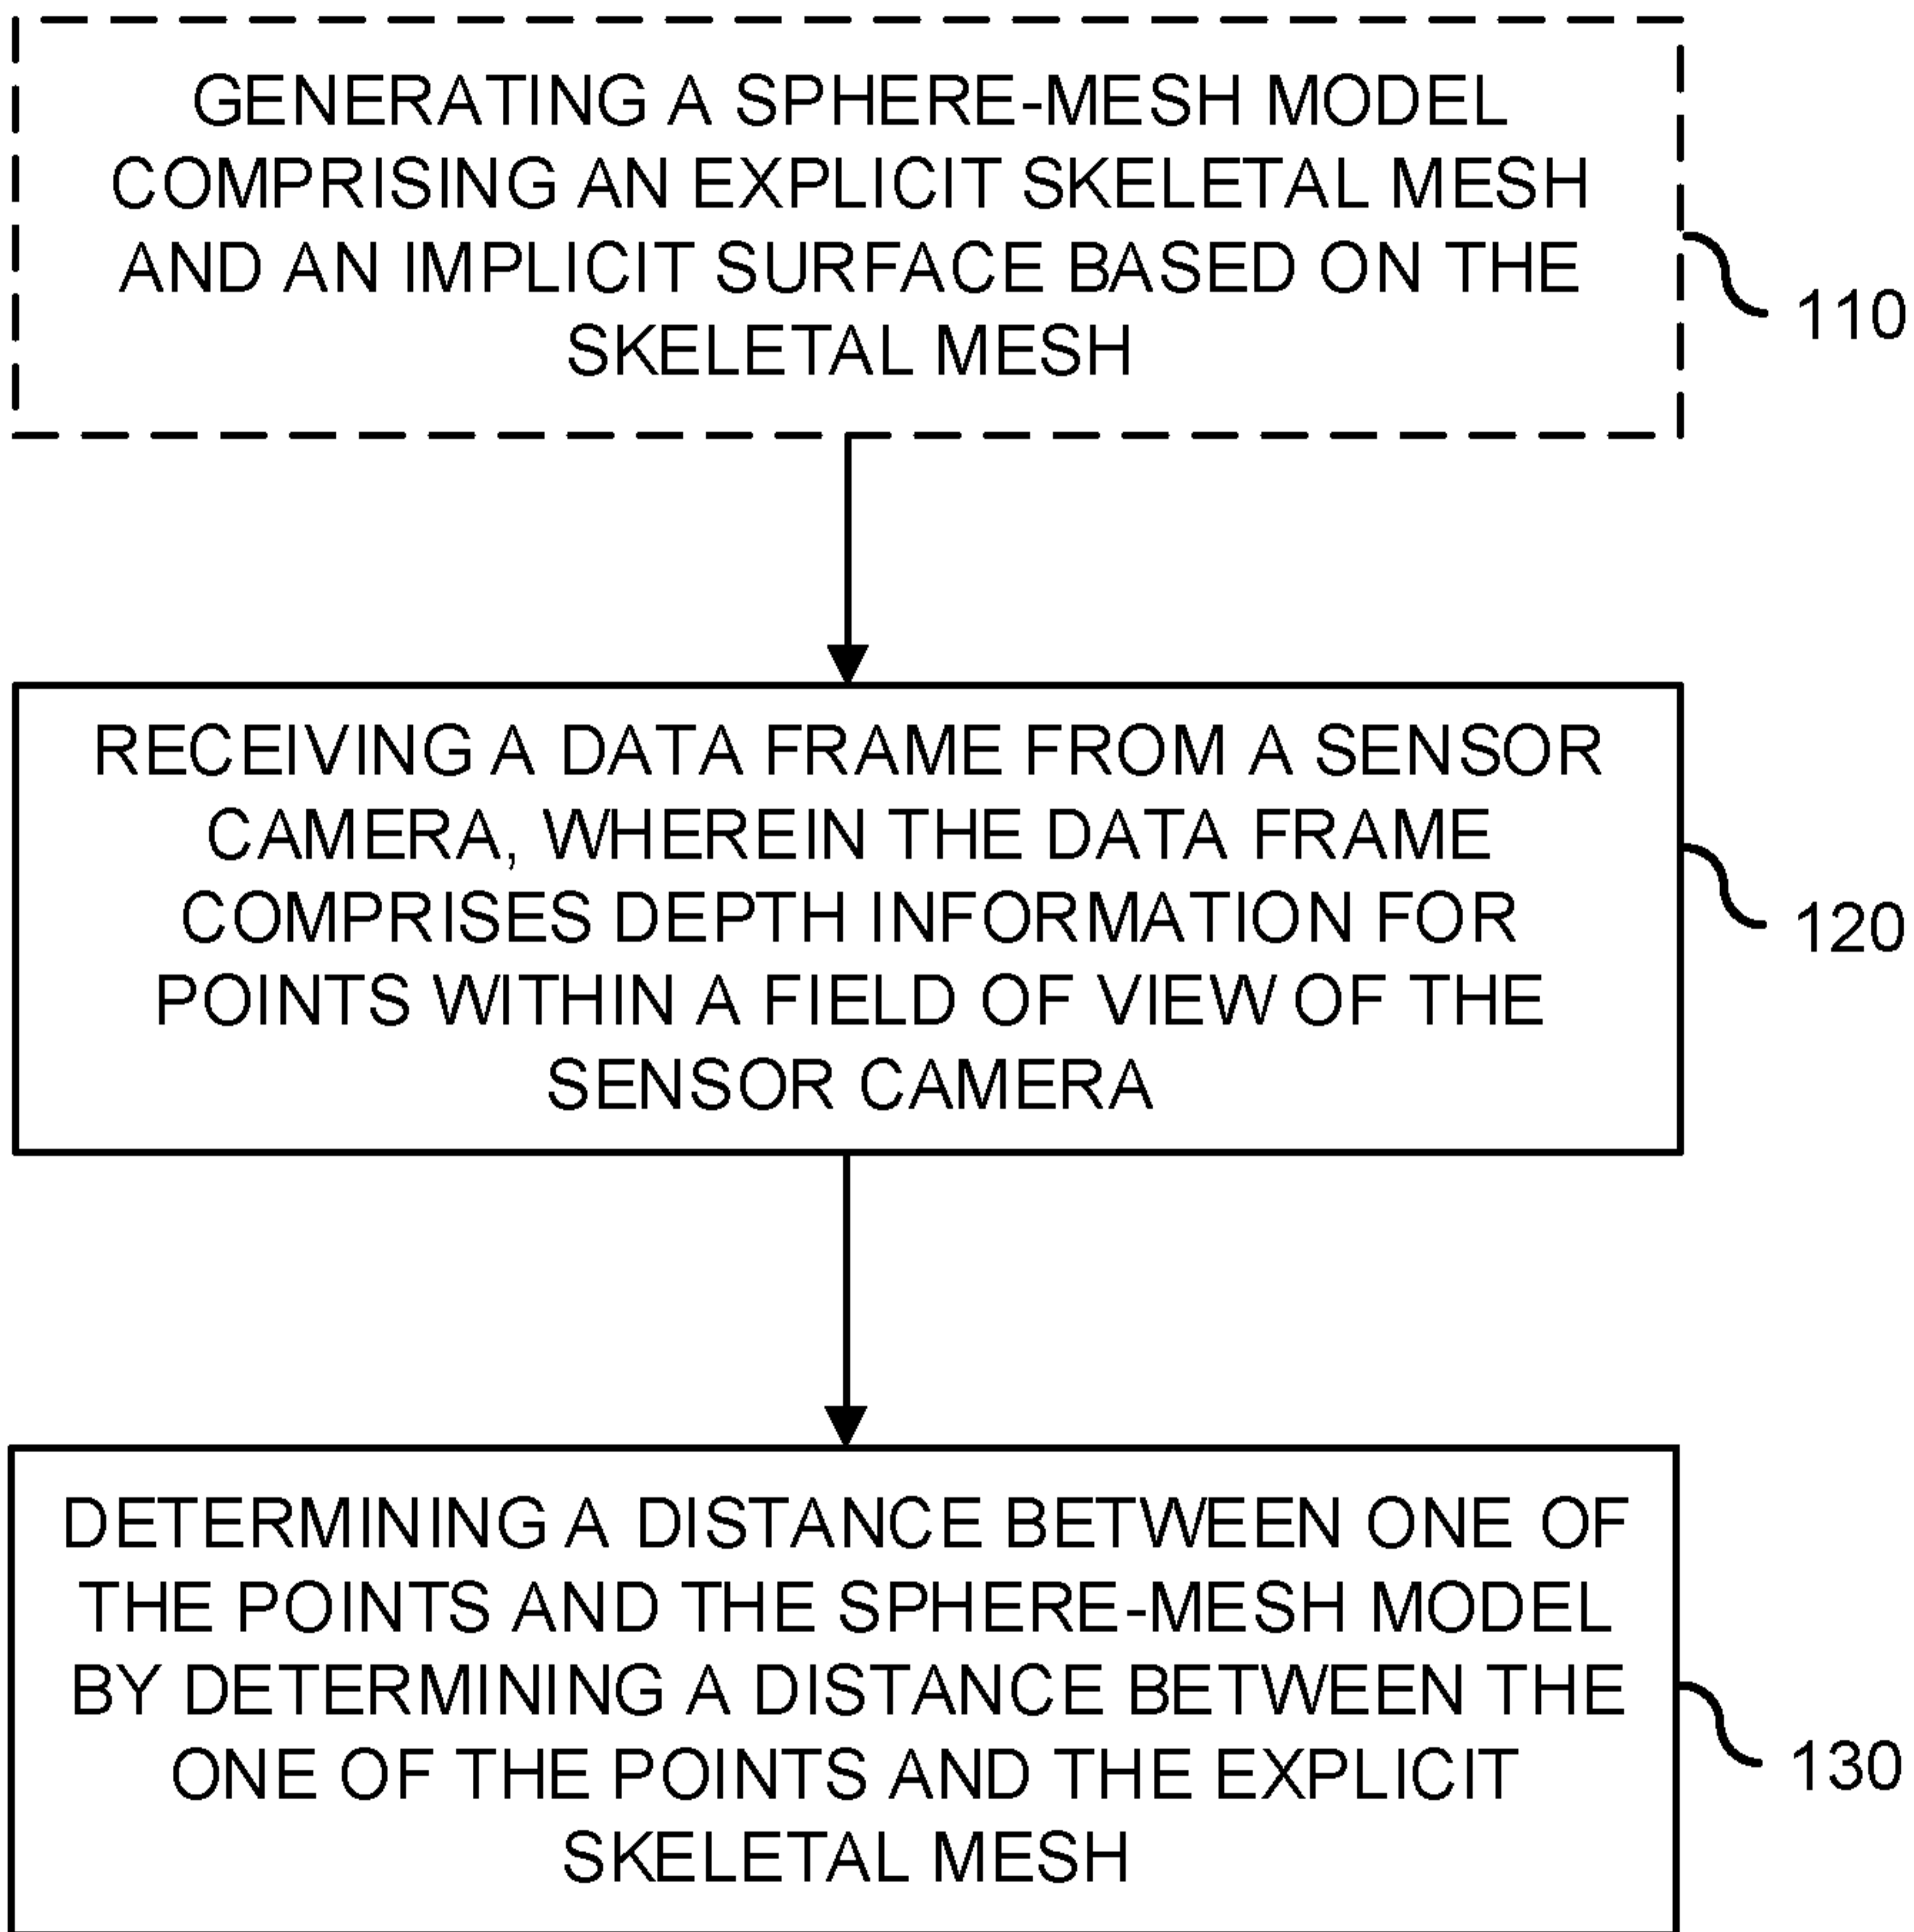 GENERATING A SPHERE-MESH MODEL
COMPRISING AN EXPLICIT SKELETAL MESH
AND AN IMPLICIT SURFACE BASED ON THE
SKELETAL MESH
110
RECEIVING A DATA FRAME FROM A SENSOR
CAMERA, WHEREIN THE DATA FRAME
COMPRISES DEPTH INFORMATION FOR
POINTS WITHIN A FIELD OF VIEW OF THE
SENSOR CAMERA
120
DETERMINING A DISTANCE BETWEEN ONE OF
THE POINTS AND THE SPHERE-MESH MODEL
BY DETERMINING A DISTANCE BETWEEN THE
ONE OF THE POINTS AND THE EXPLICIT
SKELETAL MESH
130